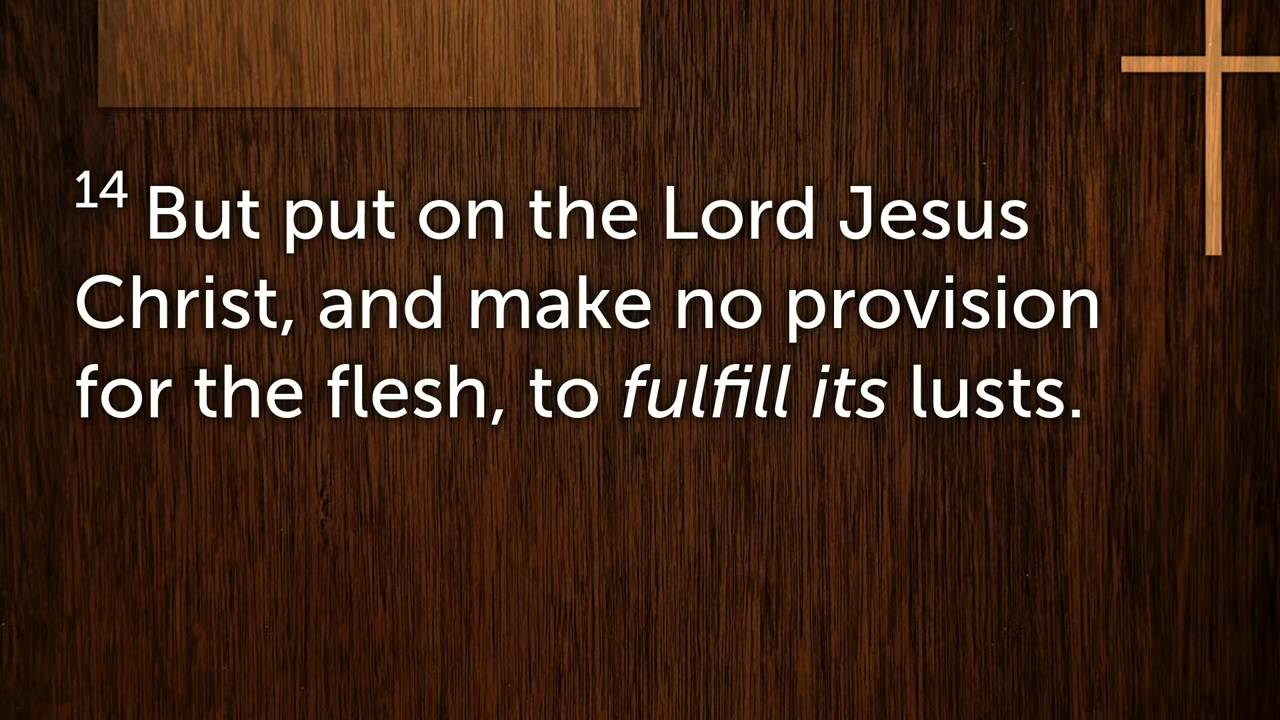 14 But put on the Lord Jesus
Christ, and make no provision
for the flesh, to fulfill its lusts.